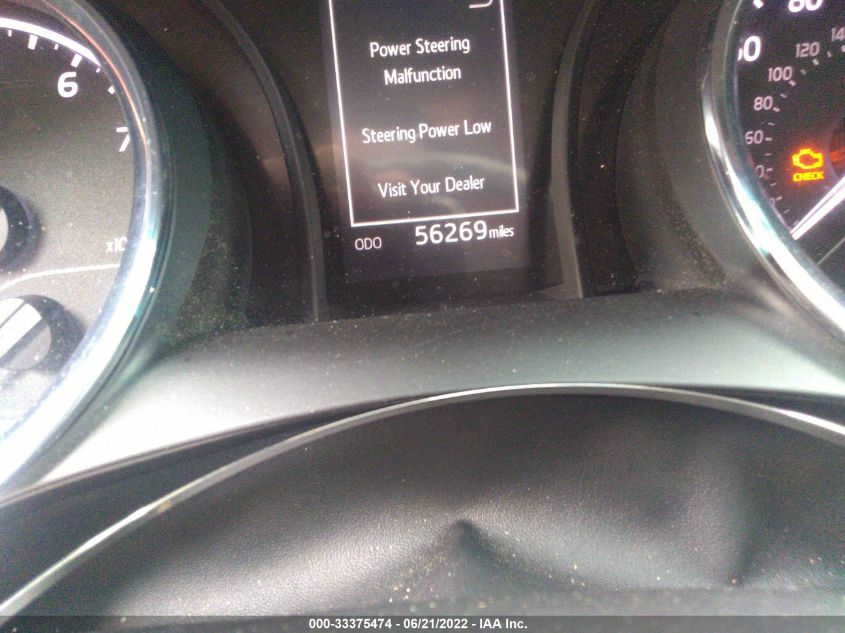 Power Steering
Malfunction
Steering Power Low
Visit Your Dealer
ODO 56269 miles
6
7
80
120
100
80
60
CHECK
000-33375474 - 06/21/2022 - IAA Inc.